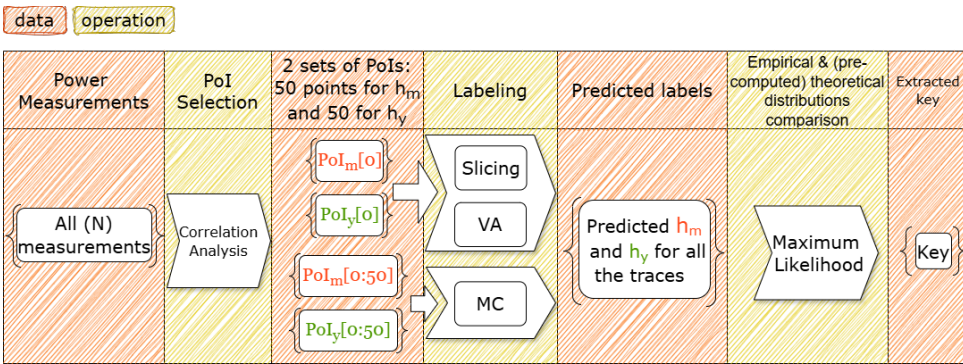 data
operation
Power
Measurements
PoI
Selection
2 sets of PoIs:
50 points for hm
and 50 for hy
Labeling
Predicted labels
Empirical & (pre-
computed) theoretical
distributions
comparison
Extracted
key
All (N)
measurements
Correlation
Analysis
PoIm[0]
PoIy[0]
PoIm[0:50]
PoIy[0:50]
Slicing
VA
MC
Predicted hm
and hy for all
the traces
Maximum
Likelihood
Key